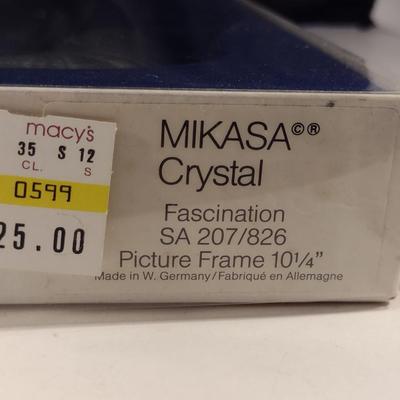 macy's
35 S 12
CL. S
0599
25.00
MIKASA©®
Crystal
Fascination
SA 207/826
Picture Frame 10¼”
Made in W. Germany/Fabriqué en Allemagne